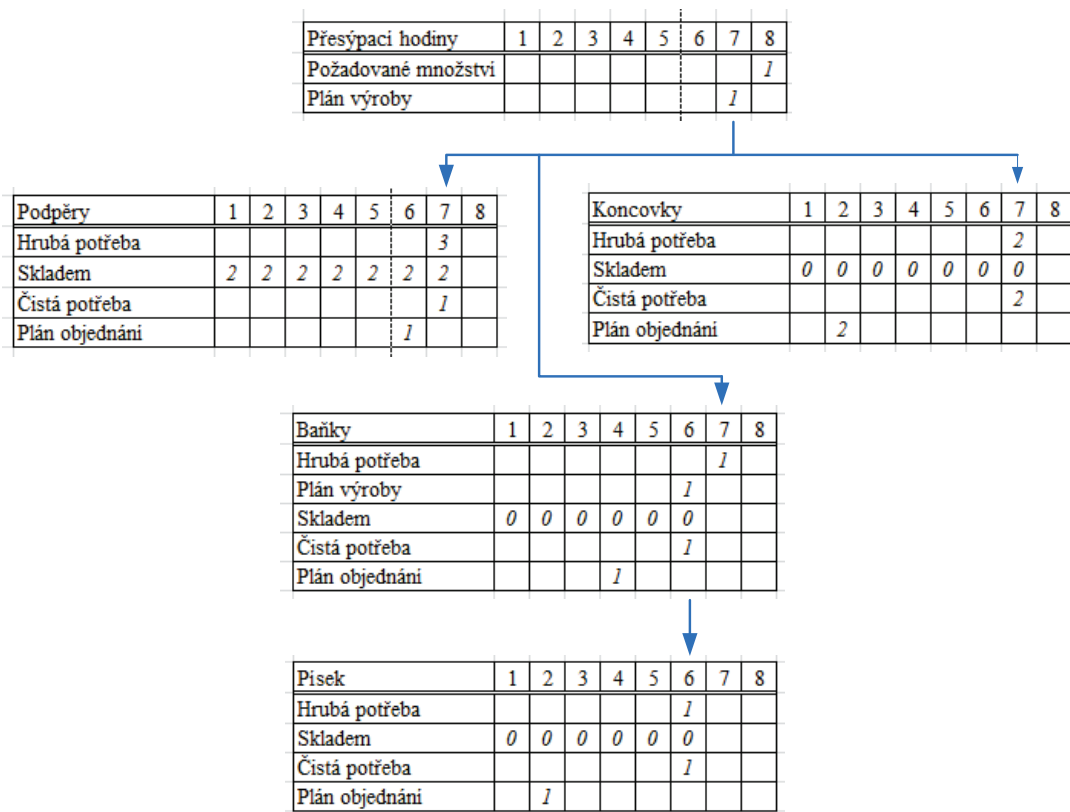 Přesýpací hodiny 1 2 3 4 5 6 7 8
Požadované množství 1
Plán výroby 1
Podpěry 1 2 3 4 5 6 7 8
Hrubá potřeba 3
Skladem 2 2 2 2 2 2 2
Čistá potřeba 1
Plán objednání 1
Koncovky 1 2 3 4 5 6 7 8
Hrubá potřeba 2
Skladem 0 0 0 0 0 0 0
Čistá potřeba 2
Plán objednání 2
Baňky 1 2 3 4 5 6 7 8
Hrubá potřeba 1
Plán výroby 1
Skladem 0 0 0 0 0 0
Čistá potřeba 1
Plán objednání 1
Písek 1 2 3 4 5 6 7 8
Hrubá potřeba 1
Skladem 0 0 0 0 0 0
Čistá potřeba 1
Plán objednání 1